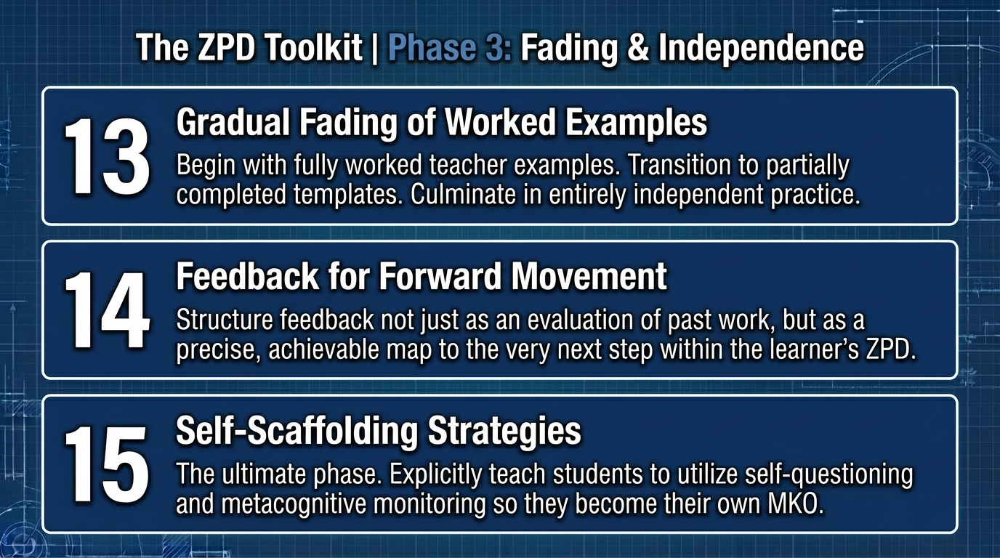 The ZPD Toolkit | Phase 3: Fading & Independence
13
Gradual Fading of Worked Examples
Begin with fully worked teacher examples. Transition to partially
completed templates. Culminate in entirely independent practice.
14
Feedback for Forward Movement
Structure feedback not just as an evaluation of past work, but as a
precise, achievable map to the very next step within the learner’s ZPD.
15
Self-Scaffolding Strategies
The ultimate phase. Explicitly teach students to utilize self-questioning
and metacognitive monitoring so they become their own MKO.